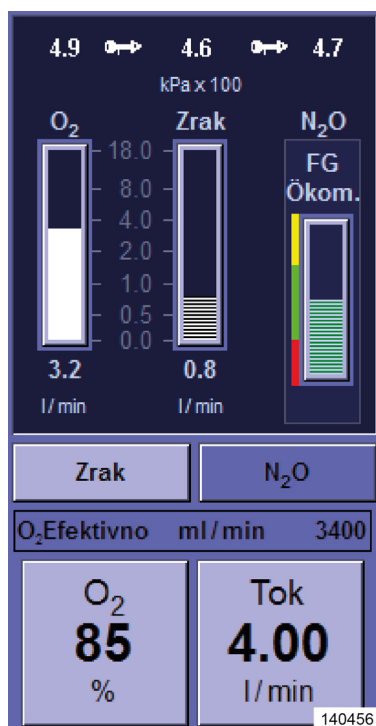 4.9 4.6 4.7
kPa x 100
O₂ Zrak N₂O
FG
Ökom.
18.0
8.0
4.0
2.0
1.0
0.5
0.0
3.2 0.8
l/min l/min
Zrak N₂O
O₂Efektivno ml/min 3400
O₂ Tok
85 4.00
% l/min
140456